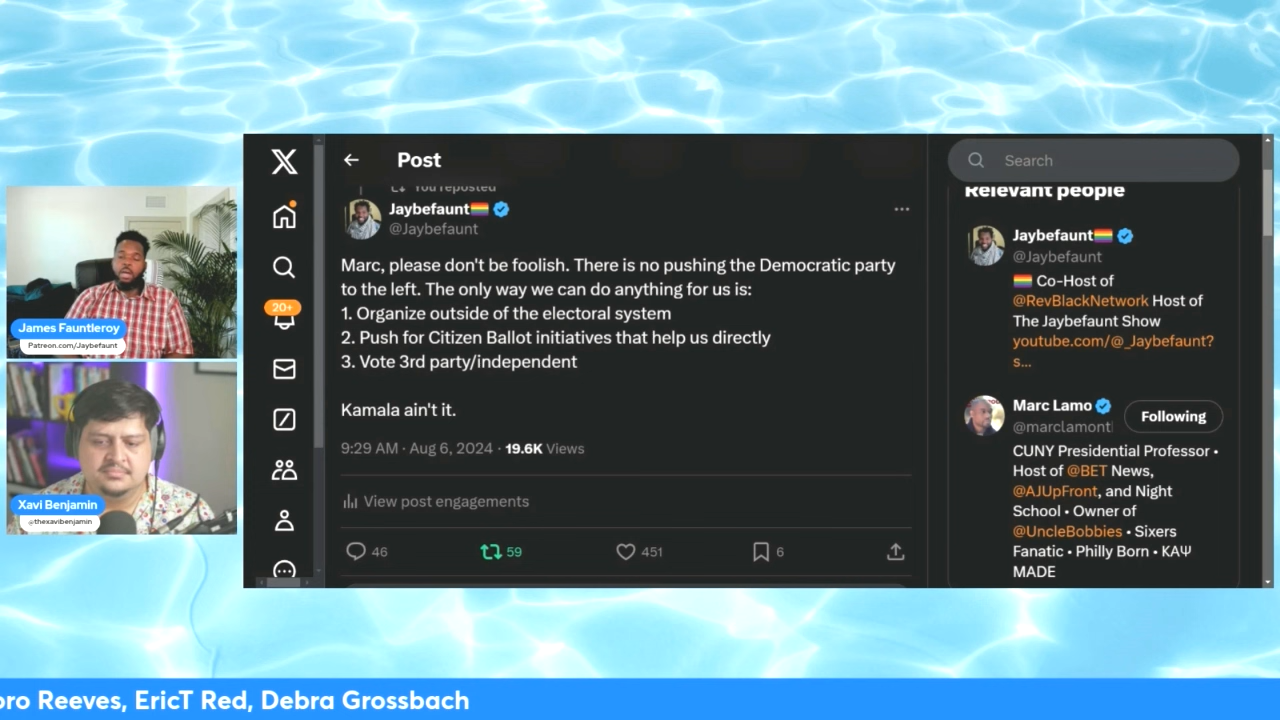 Post
Search
You reposted
Jaybefaunt🏳️‍🌈
@Jaybefaunt
Marc, please don't be foolish. There is no pushing the Democratic party
to the left. The only way we can do anything for us is:
1. Organize outside of the electoral system
2. Push for Citizen Ballot initiatives that help us directly
3. Vote 3rd party/independent
Kamala ain't it.
9:29 AM · Aug 6, 2024 · 19.6K Views
View post engagements
46
59
451
6
20+
Relevant people
Jaybefaunt🏳️‍🌈
@Jaybefaunt
🏳️‍🌈 Co-Host of
@RevBlackNetwork Host of
The Jaybefaunt Show
youtube.com/@_Jaybefaunt?
s...
Marc Lamo
@marclamont
Following
CUNY Presidential Professor •
Host of @BET News,
@AJUpFront, and Night
School • Owner of
@UncleBobbies • Sixers
Fanatic • Philly Born • ΚΑΨ
MADE
James Fauntleroy
Patreon.com/Jaybefaunt
Xavi Benjamin
@thexavibenjamin
oro Reeves, EricT Red, Debra Grossbach